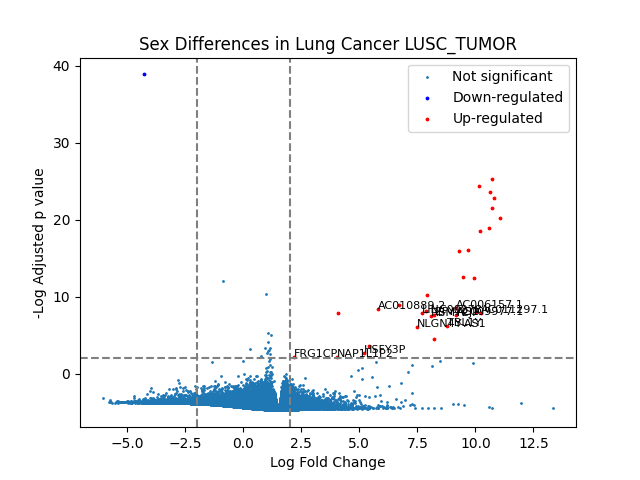 Sex Differences in Lung Cancer LUSC_TUMOR
Not significant
Down-regulated
Up-regulated
-Log Adjusted p value
40
30
20
10
0
AC010889.2
AC006157.1
FRG1CP
NAP1L1P2
−5.0
−2.5
0.0
2.5
5.0
7.5
10.0
12.5
Log Fold Change